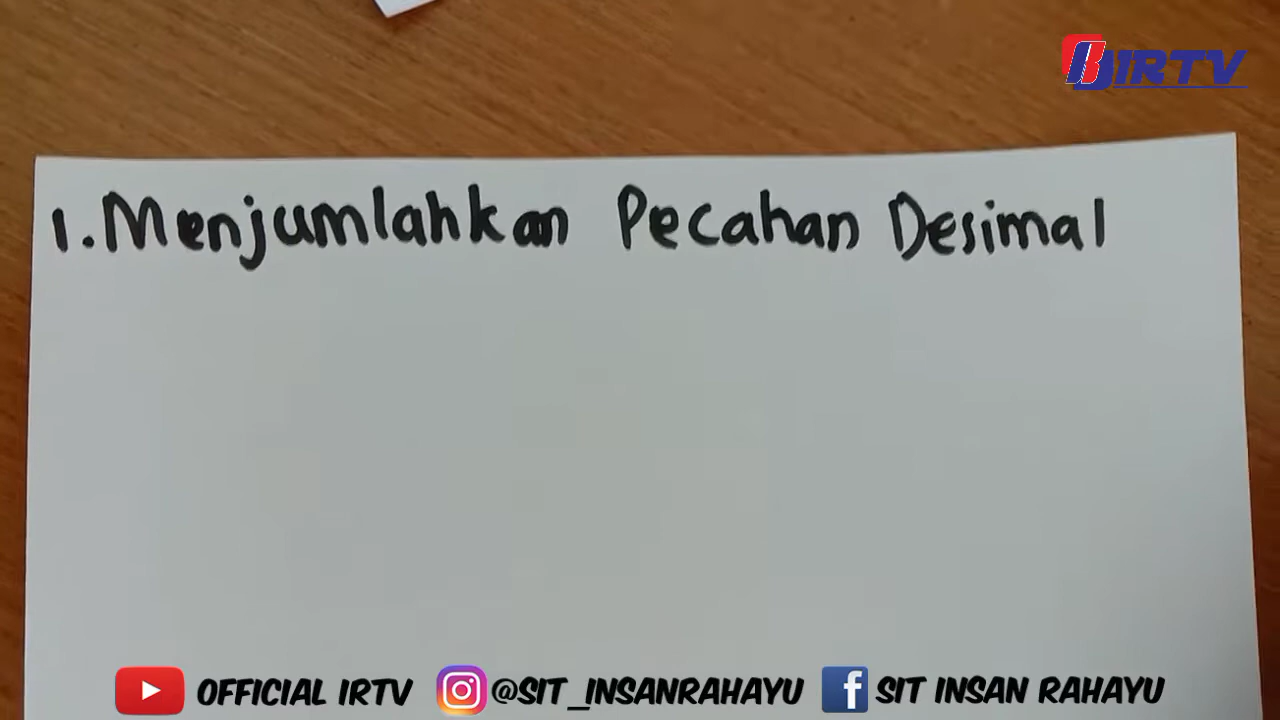 IRTV
1. Menjumlahkan Pecahan Desimal
OFFICIAL IRTV @SIT_INSANRAHAYU SIT INSAN RAHAYU